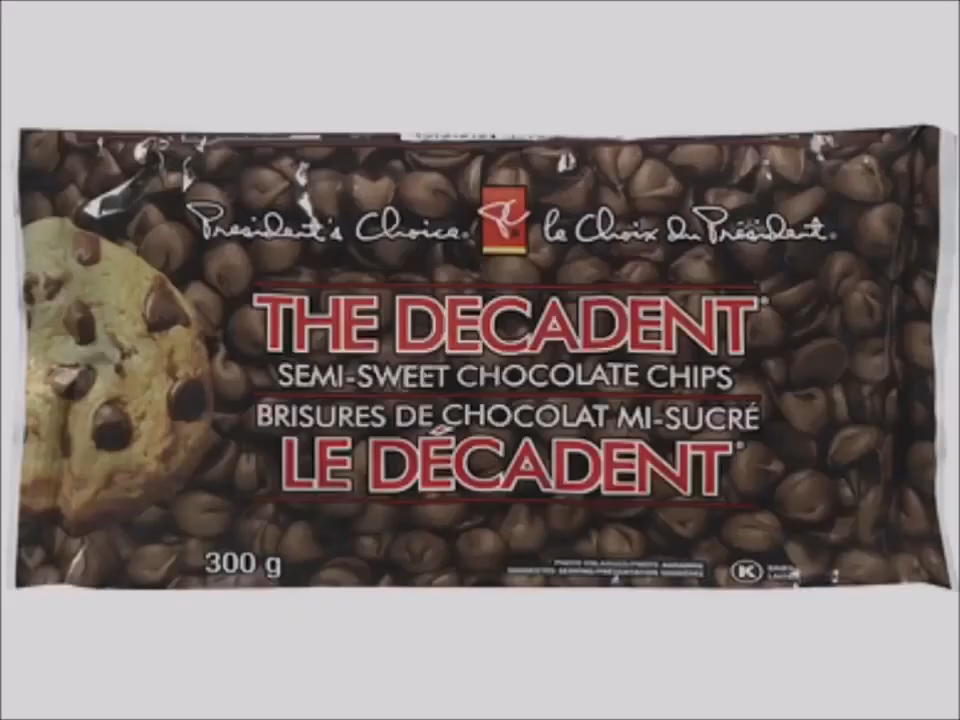 President's Choice® le Choix du Président®
THE DECADENT®
SEMI-SWEET CHOCOLATE CHIPS
BRISURES DE CHOCOLAT MI-SUCRÉ
LE DÉCADENT
300 g
K